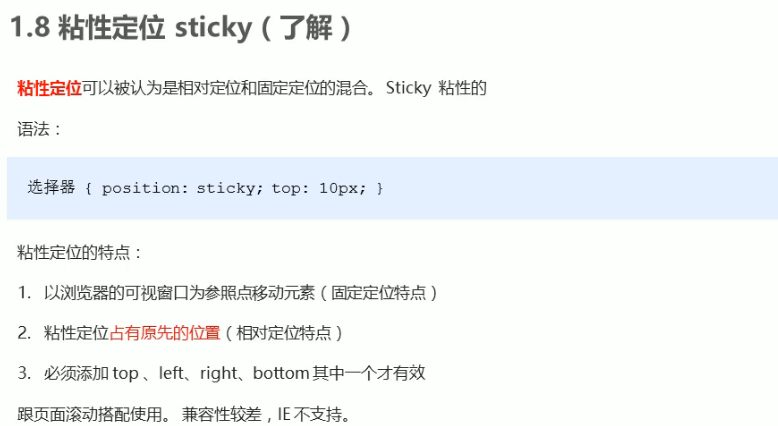 1.8 粘性定位 sticky（了解）
粘性定位可以被认为是相对定位和固定定位的混合。 Sticky 粘性的
语法：
选择器 { position: sticky; top: 10px; }
粘性定位的特点：
1. 以浏览器的可视窗口为参照点移动元素（固定定位特点）
2. 粘性定位占有原先的位置（相对定位特点）
3. 必须添加 top 、left、right、bottom 其中一个才有效
跟页面滚动搭配使用。 兼容性较差，IE 不支持。